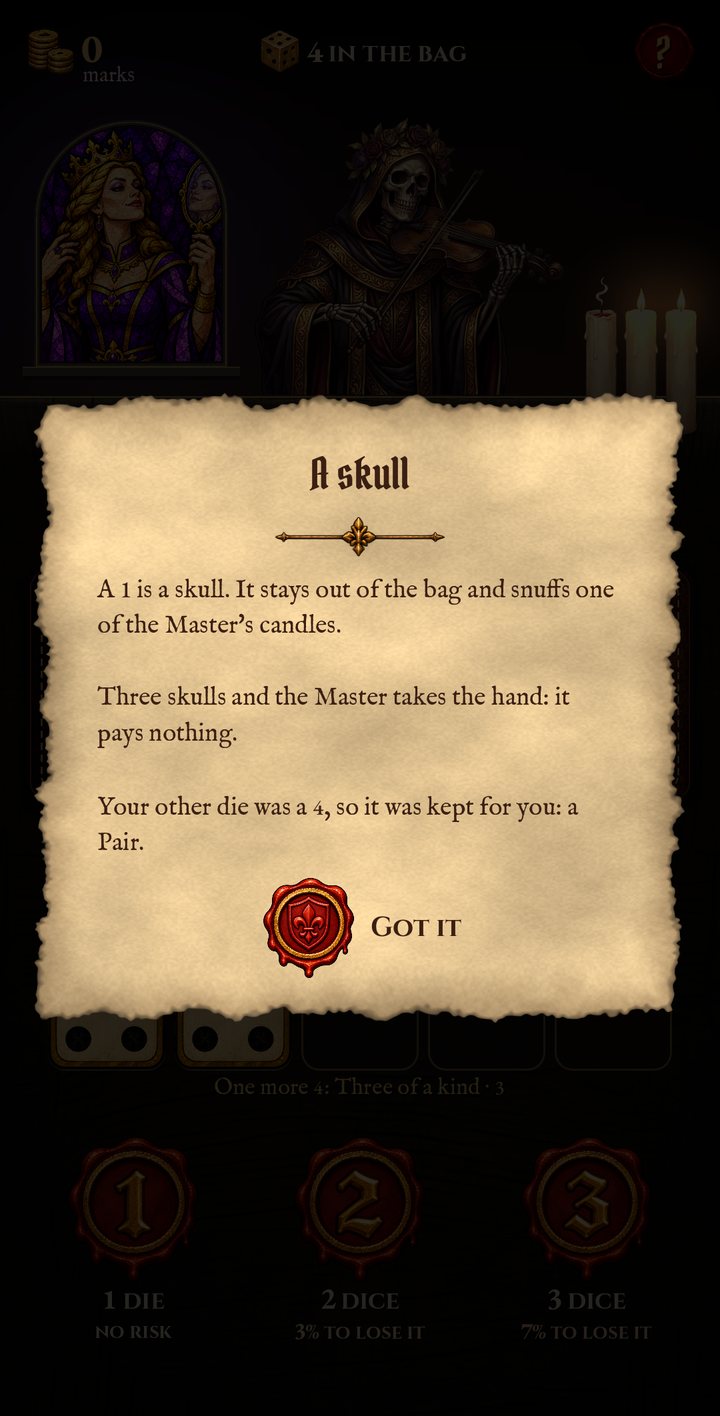 0
marks
4 IN THE BAG
?
A skull
A 1 is a skull. It stays out of the bag and snuffs one
of the Master's candles.
Three skulls and the Master takes the hand: it
pays nothing.
Your other die was a 4, so it was kept for you: a
Pair.
GOT IT
One more 4: Three of a kind · 3
1
2
3
1 DIE
2 DICE
3 DICE
NO RISK
3% TO LOSE IT
7% TO LOSE IT